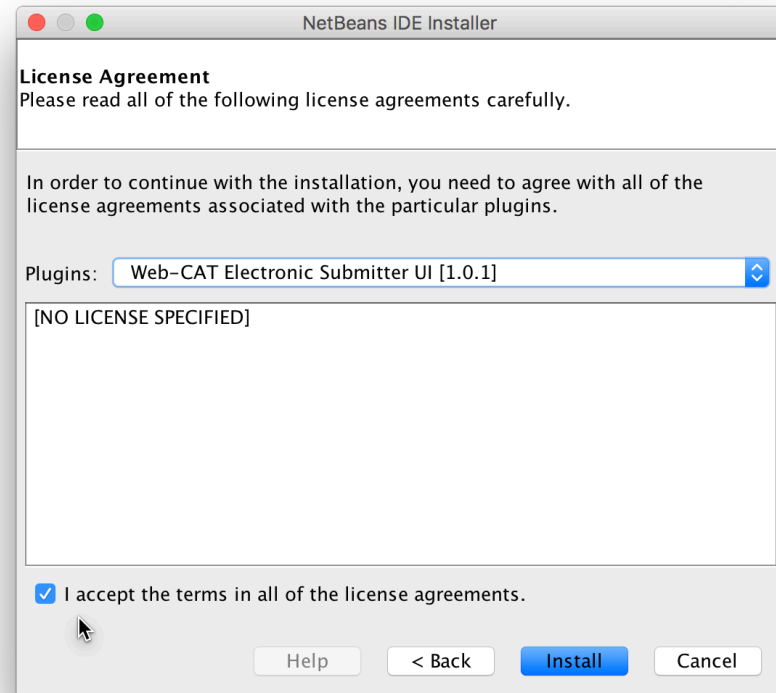 NetBeans IDE Installer
License Agreement
Please read all of the following license agreements carefully.
In order to continue with the installation, you need to agree with all of the
license agreements associated with the particular plugins.
Plugins: Web-CAT Electronic Submitter UI [1.0.1]
[NO LICENSE SPECIFIED]
I accept the terms in all of the license agreements.
Help < Back Install Cancel